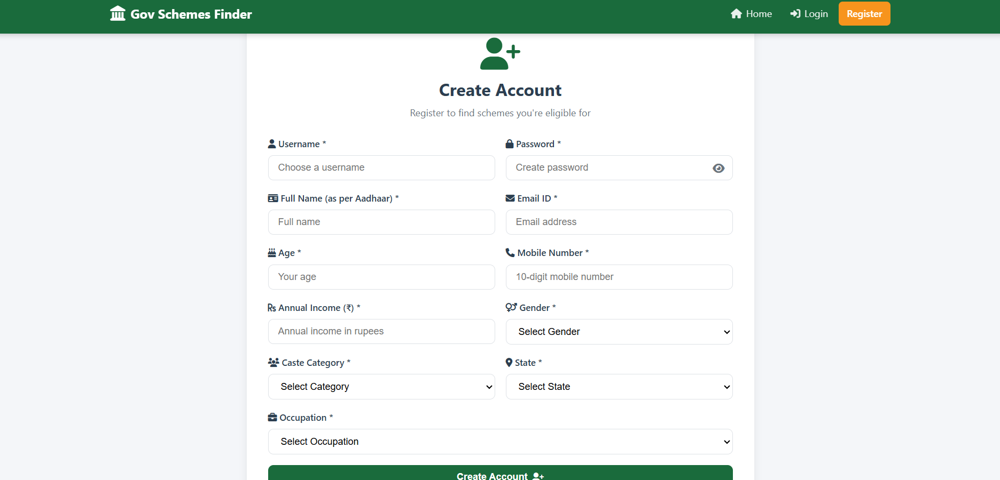 Gov Schemes Finder
Home
Login
Register
Create Account
Register to find schemes you're eligible for
Username *
Password *
Choose a username
Create password
Full Name (as per Aadhaar) *
Email ID *
Full name
Email address
Age *
Mobile Number *
Your age
10-digit mobile number
₨ Annual Income (₹) *
Gender *
Annual income in rupees
Select Gender
Caste Category *
State *
Select Category
Select State
Occupation *
Select Occupation
Create Account